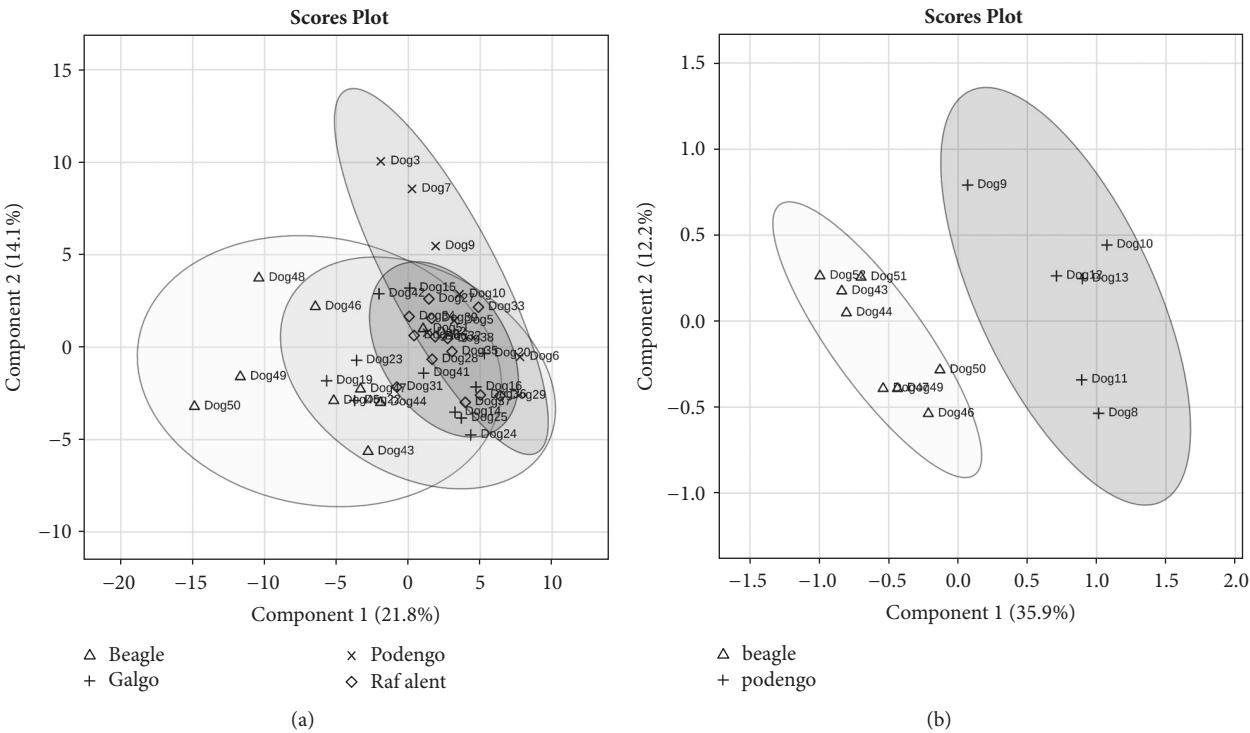 Scores Plot
15
10
5
0
−5
−10
−20
−15
−10
−5
0
5
10
Component 2 (14.1%)
Component 1 (21.8%)
Dog3
Dog7
Dog9
Dog48
Dog46
Dog42
Dog15
Dog10
Dog27
Dog33
Dog5
Dog38
Dog35
Dog20
Dog6
Dog28
Dog23
Dog41
Dog49
Dog19
Dog31
Dog16
Dog29
Dog50
Dog44
Dog14
Dog25
Dog24
Dog43
Beagle
Galgo
Podengo
Raf alent
(a)
Scores Plot
1.5
1.0
0.5
0.0
−0.5
−1.0
−1.5
−1.0
−0.5
0.0
0.5
1.0
1.5
2.0
Component 2 (12.2%)
Component 1 (35.9%)
Dog9
Dog10
Dog12
Dog13
Dog51
Dog43
Dog44
Dog50
Dog49
Dog46
Dog11
Dog8
beagle
podengo
(b)